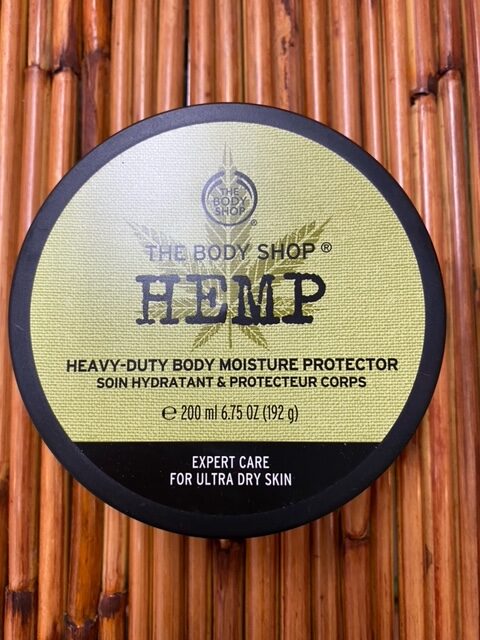 THE
BODY
SHOP
®
THE BODY SHOP ®
HEMP
HEAVY-DUTY BODY MOISTURE PROTECTOR
SOIN HYDRATANT & PROTECTEUR CORPS
℮ 200 ml 6.75 OZ (192 g)
EXPERT CARE
FOR ULTRA DRY SKIN